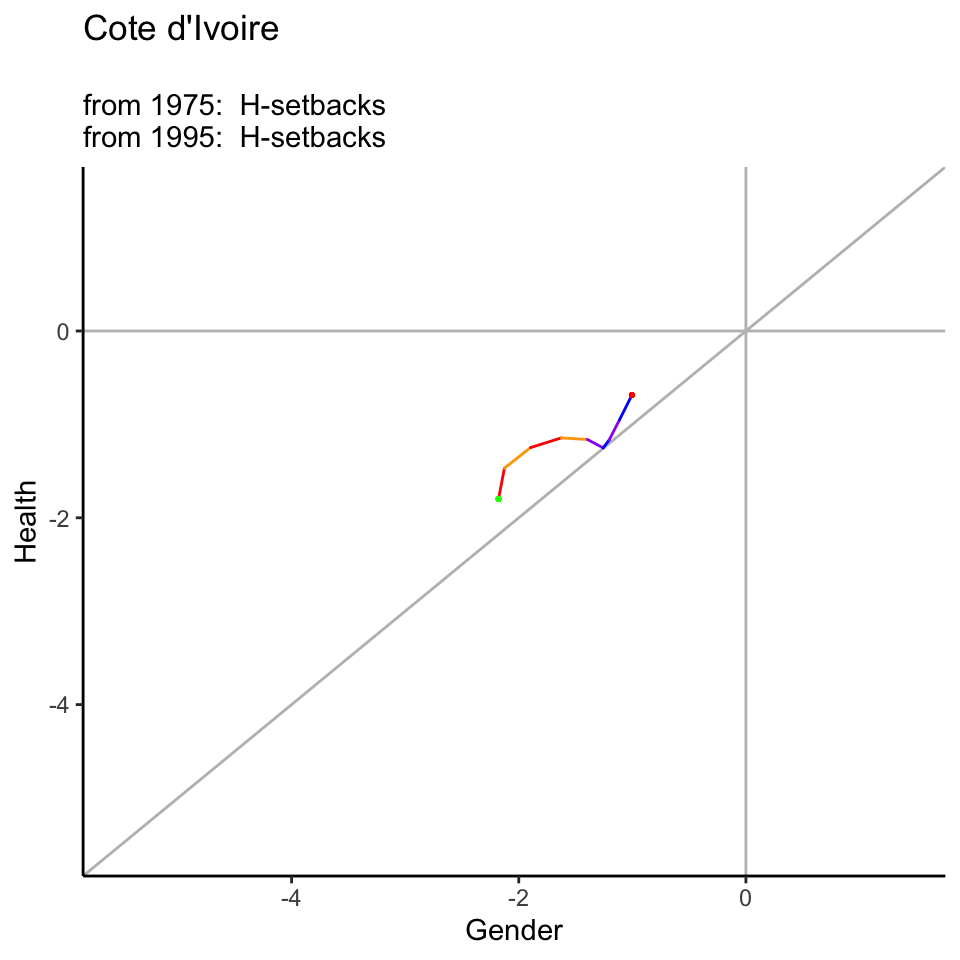 Cote d'Ivoire
from 1975:  H-setbacks
from 1995:  H-setbacks
0
-2
-4
Health
-4
-2
0
Gender